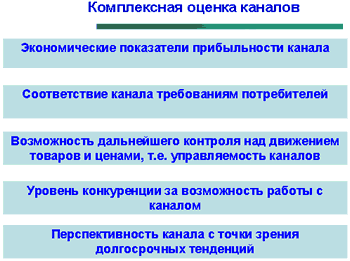 Комплексная оценка каналов
Экономические показатели прибыльности канала
Соответствие канала требованиям потребителей
Возможность дальнейшего контроля над движением
товаров и ценами, т.е. управляемость каналов
Уровень конкуренции за возможность работы с
каналом
Перспективность канала с точки зрения
долгосрочных тенденций